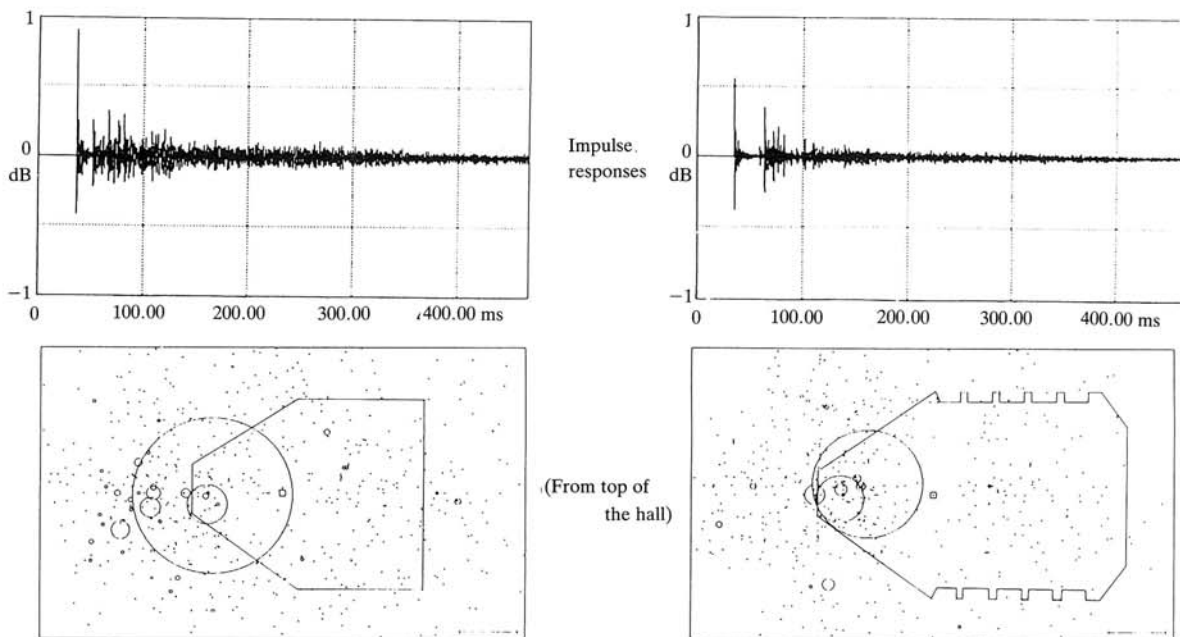 1
0
dB
−1
0 100.00 200.00 300.00 400.00 ms
Impulse
responses
1
0
dB
−1
0 100.00 200.00 300.00 400.00 ms
(From top of
the hall)